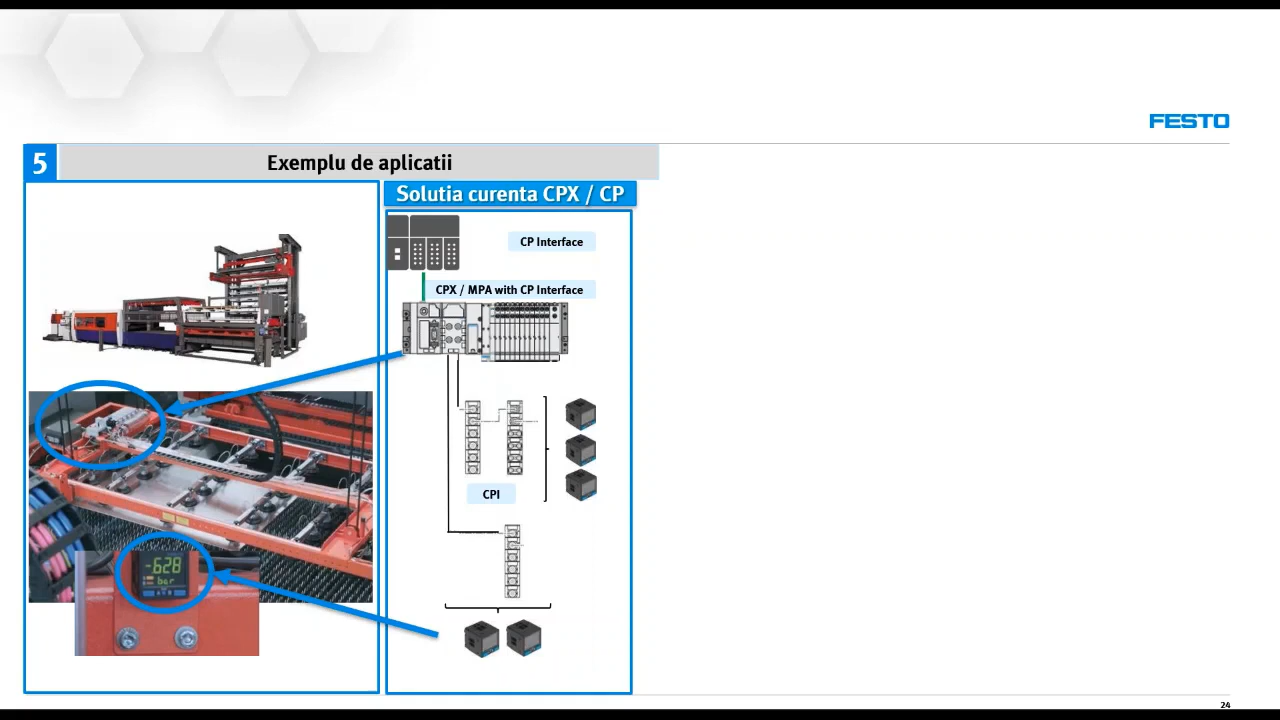 FESTO
5
Exemplu de aplicatii
Solutia curenta CPX / CP
CP Interface
CPX / MPA with CP Interface
CPI
-628
bar
24